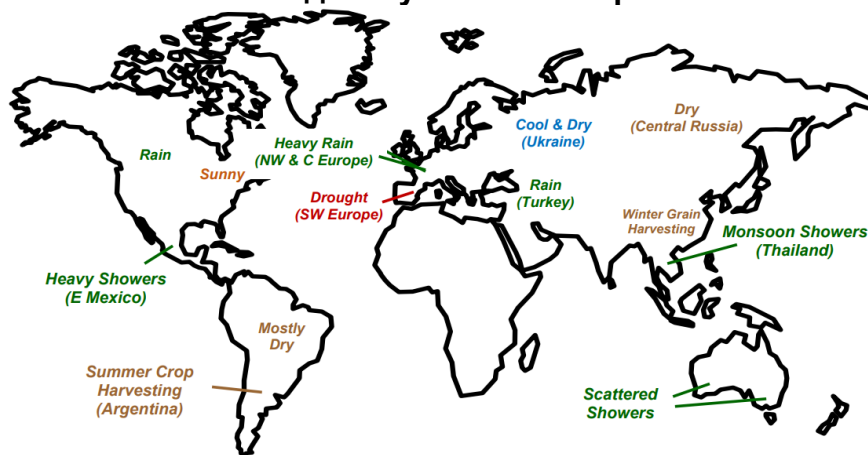 Rain
Sunny
Heavy Rain
(NW & C Europe)
Drought
(SW Europe)
Cool & Dry
(Ukraine)
Dry
(Central Russia)
Rain
(Turkey)
Winter Grain
Harvesting
Monsoon Showers
(Thailand)
Heavy Showers
(E Mexico)
Mostly
Dry
Summer Crop
Harvesting
(Argentina)
Scattered
Showers